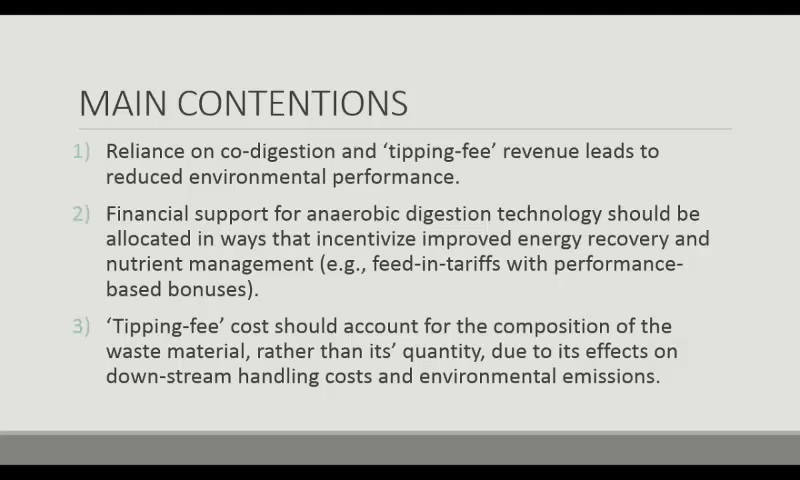 MAIN CONTENTIONS
1) Reliance on co-digestion and ‘tipping-fee’ revenue leads to
reduced environmental performance.
2) Financial support for anaerobic digestion technology should be
allocated in ways that incentivize improved energy recovery and
nutrient management (e.g., feed-in-tariffs with performance-
based bonuses).
3) ‘Tipping-fee’ cost should account for the composition of the
waste material, rather than its’ quantity, due to its effects on
down-stream handling costs and environmental emissions.